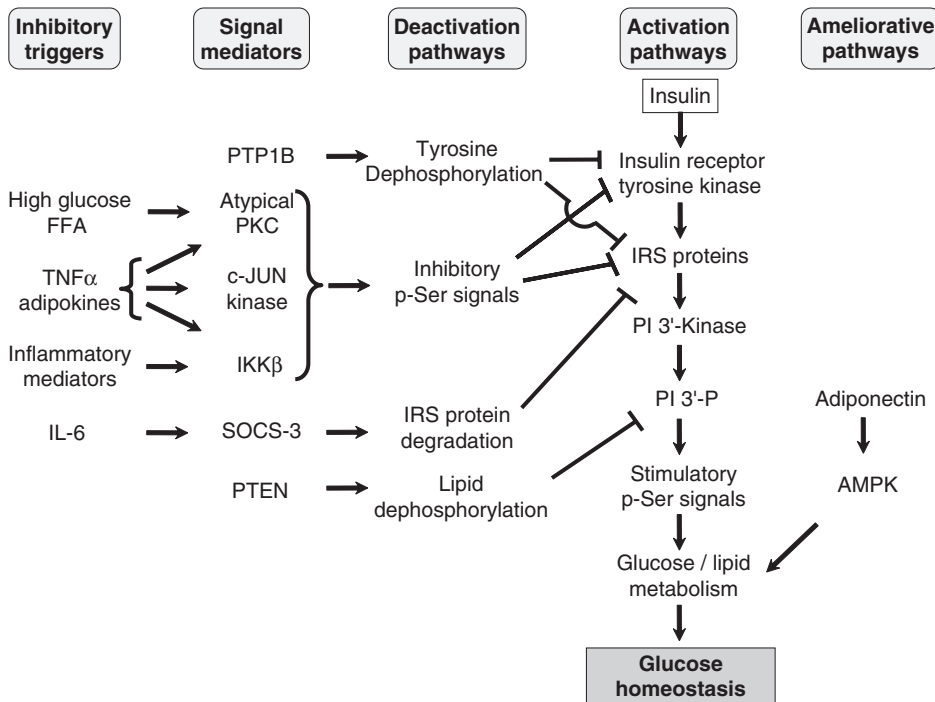 Inhibitory
triggers
Signal
mediators
Deactivation
pathways
Activation
pathways
Ameliorative
pathways
Insulin
PTP1B
Tyrosine
Dephosphorylation
Insulin receptor
tyrosine kinase
High glucose
FFA
Atypical
PKC
IRS proteins
TNFα
adipokines
c-JUN
kinase
Inhibitory
p-Ser signals
PI 3'-Kinase
Inflammatory
mediators
IKKβ
PI 3'-P
Adiponectin
IL-6
SOCS-3
IRS protein
degradation
Stimulatory
p-Ser signals
AMPK
PTEN
Lipid
dephosphorylation
Glucose / lipid
metabolism
Glucose
homeostasis